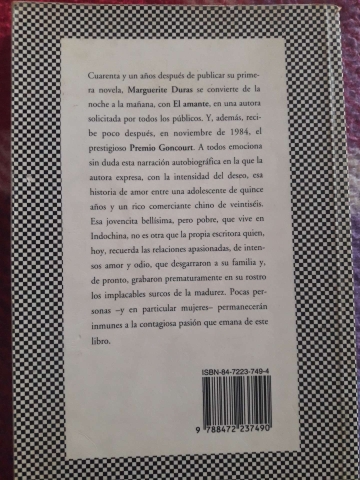 Cuarenta y un años después de publicar su prime-
ra novela, Marguerite Duras se convierte de la
noche a la mañana, con El amante, en una autora
solicitada por todos los públicos. Y, además, reci-
be poco después, en noviembre de 1984, el
prestigioso Premio Goncourt. A todos emociona
sin duda esta narración autobiográfica en la que la
autora expresa, con la intensidad del deseo, esa
historia de amor entre una adolescente de quince
años y un rico comerciante chino de veintiséis.
Esa jovencita bellísima, pero pobre, que vive en
Indochina, no es otra que la propia escritora quien,
hoy, recuerda las relaciones apasionadas, de inten-
sos amor y odio, que desgarraron a su familia y,
de pronto, grabaron prematuramente en su rostro
los implacables surcos de la madurez. Pocas per-
sonas –y en particular mujeres– permanecerán
inmunes a la contagiosa pasión que emana de este
libro.
ISBN-84-7223-749-4
9 788472 237490